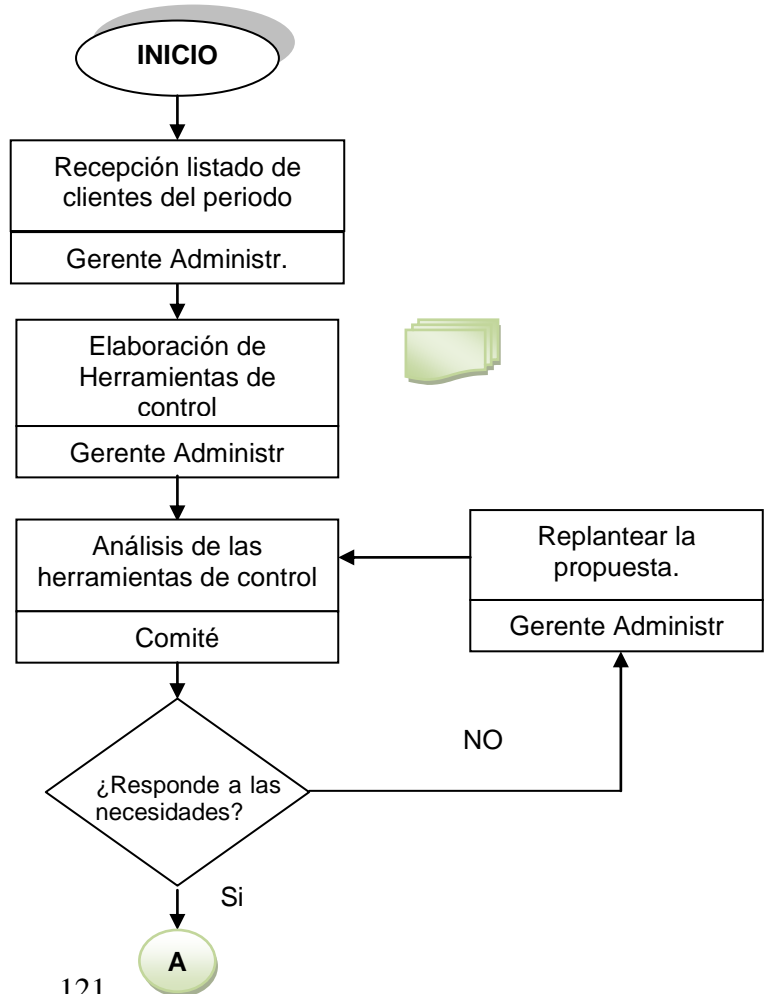 INICIO
Recepción listado de
clientes del periodo
Gerente Administr.
Elaboración de
Herramientas de
control
Gerente Administr
Análisis de las
herramientas de control
Comité
Replantear la
propuesta.
Gerente Administr
NO
¿Responde a las
necesidades?
Si
A
121